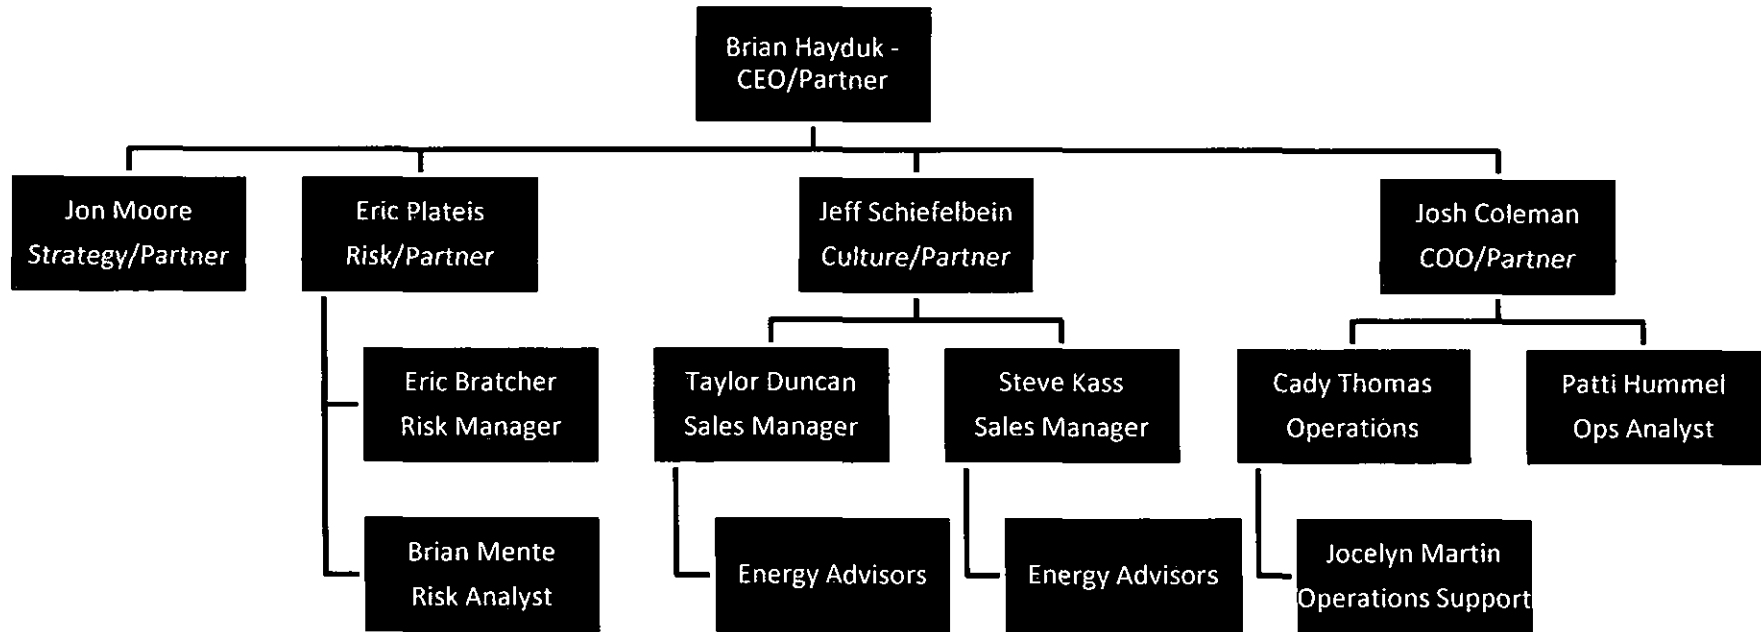 Brian Hayduk -
CEO/Partner
Jon Moore
Strategy/Partner
Eric Plateis
Risk/Partner
Jeff Schiefelbein
Culture/Partner
Josh Coleman
COO/Partner
Eric Bratcher
Risk Manager
Taylor Duncan
Sales Manager
Steve Kass
Sales Manager
Cady Thomas
Operations
Patti Hummel
Ops Analyst
Brian Mente
Risk Analyst
Energy Advisors
Energy Advisors
Jocelyn Martin
Operations Support